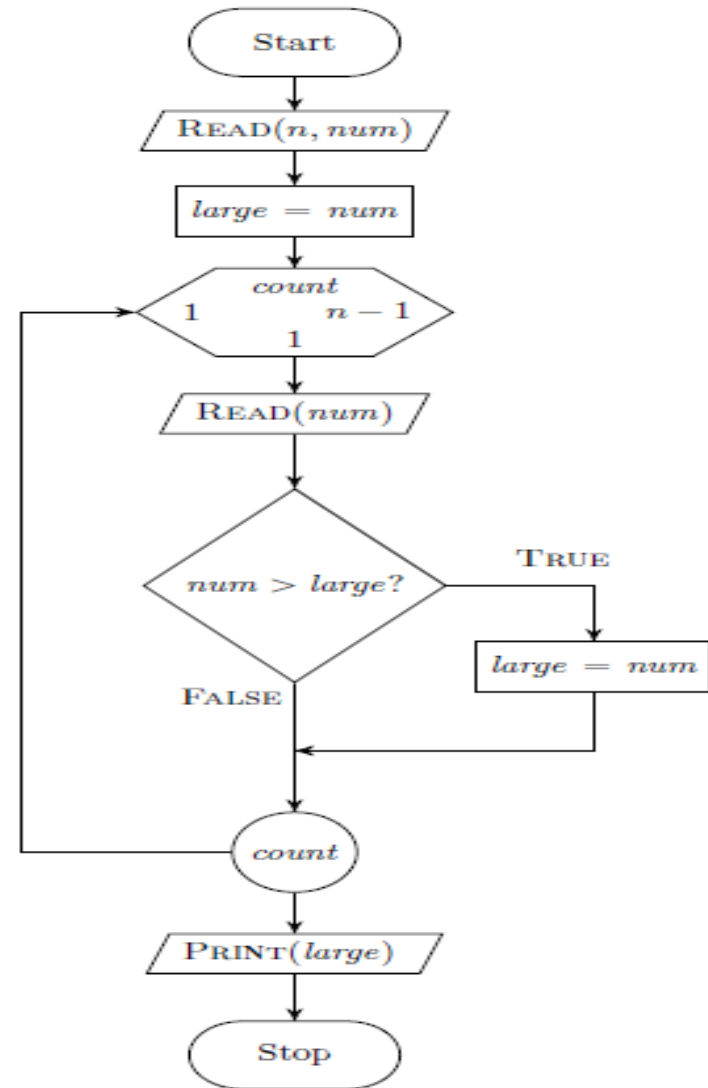 Start
READ(n, num)
large = num
count
1 n − 1
1
READ(num)
TRUE
num > large?
large = num
FALSE
count
PRINT(large)
Stop